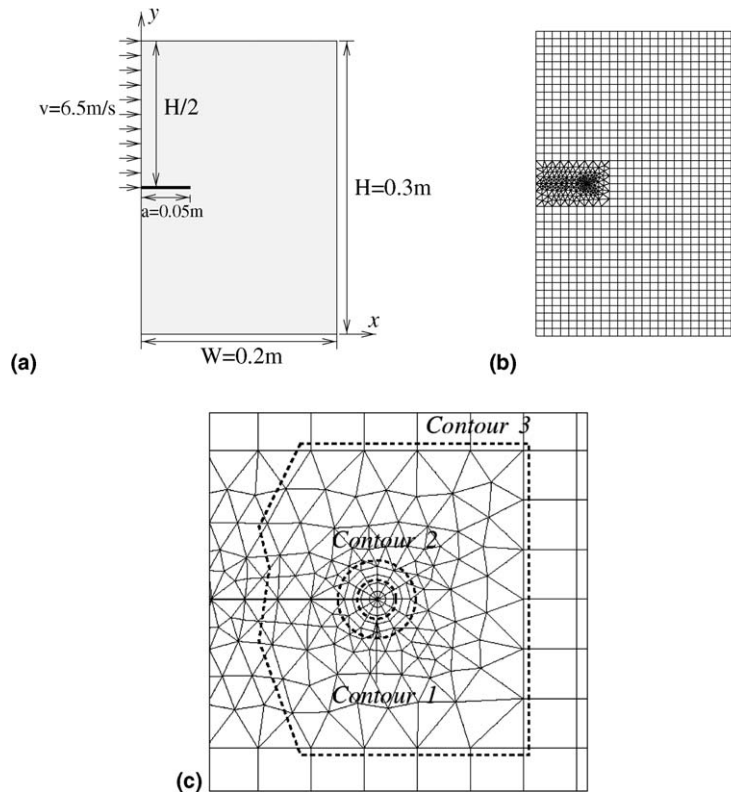 y
v=6.5m/s
H/2
H=0.3m
a=0.05m
x
W=0.2m
(a)
(b)
Contour 3
Contour 2
Contour 1
(c)